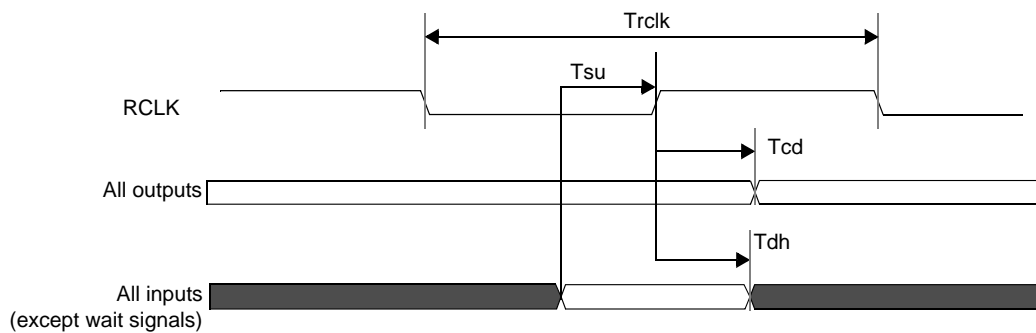 Trclk
Tsu
RCLK
Tcd
All outputs
Tdh
All inputs
(except wait signals)